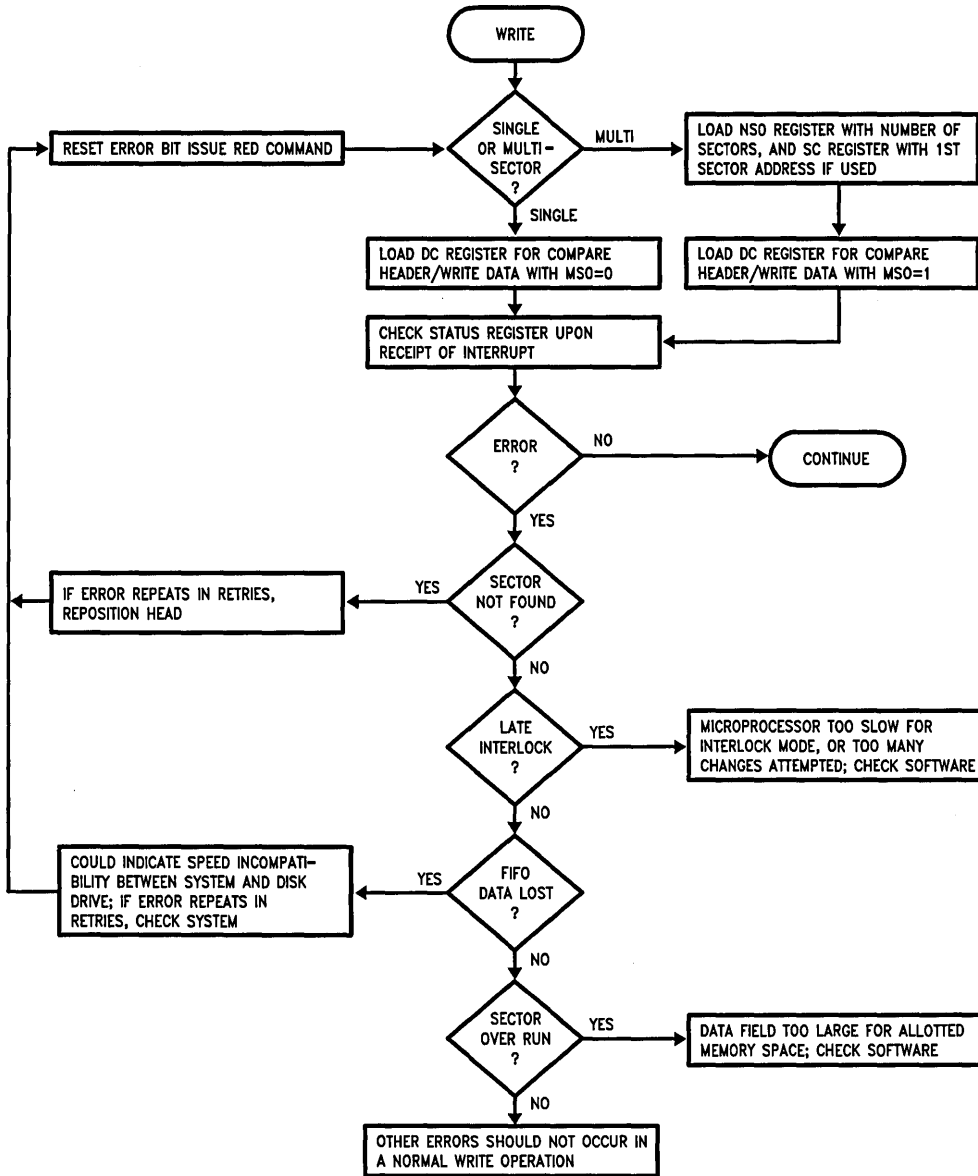 WRITE
SINGLE
OR MULTI-
SECTOR
?
MULTI
SINGLE
RESET ERROR BIT ISSUE RED COMMAND
LOAD NSO REGISTER WITH NUMBER OF
SECTORS, AND SC REGISTER WITH 1ST
SECTOR ADDRESS IF USED
LOAD DC REGISTER FOR COMPARE
HEADER/WRITE DATA WITH MSO=0
LOAD DC REGISTER FOR COMPARE
HEADER/WRITE DATA WITH MSO=1
CHECK STATUS REGISTER UPON
RECEIPT OF INTERRUPT
ERROR
?
NO
CONTINUE
YES
SECTOR
NOT FOUND
?
YES
IF ERROR REPEATS IN RETRIES,
REPOSITION HEAD
NO
LATE
INTERLOCK
?
YES
MICROPROCESSOR TOO SLOW FOR
INTERLOCK MODE, OR TOO MANY
CHANGES ATTEMPTED; CHECK SOFTWARE
NO
FIFO
DATA LOST
?
YES
COULD INDICATE SPEED INCOMPATI-
BILITY BETWEEN SYSTEM AND DISK
DRIVE; IF ERROR REPEATS IN
RETRIES, CHECK SYSTEM
NO
SECTOR
OVER RUN
?
YES
DATA FIELD TOO LARGE FOR ALLOTTED
MEMORY SPACE; CHECK SOFTWARE
NO
OTHER ERRORS SHOULD NOT OCCUR IN
A NORMAL WRITE OPERATION